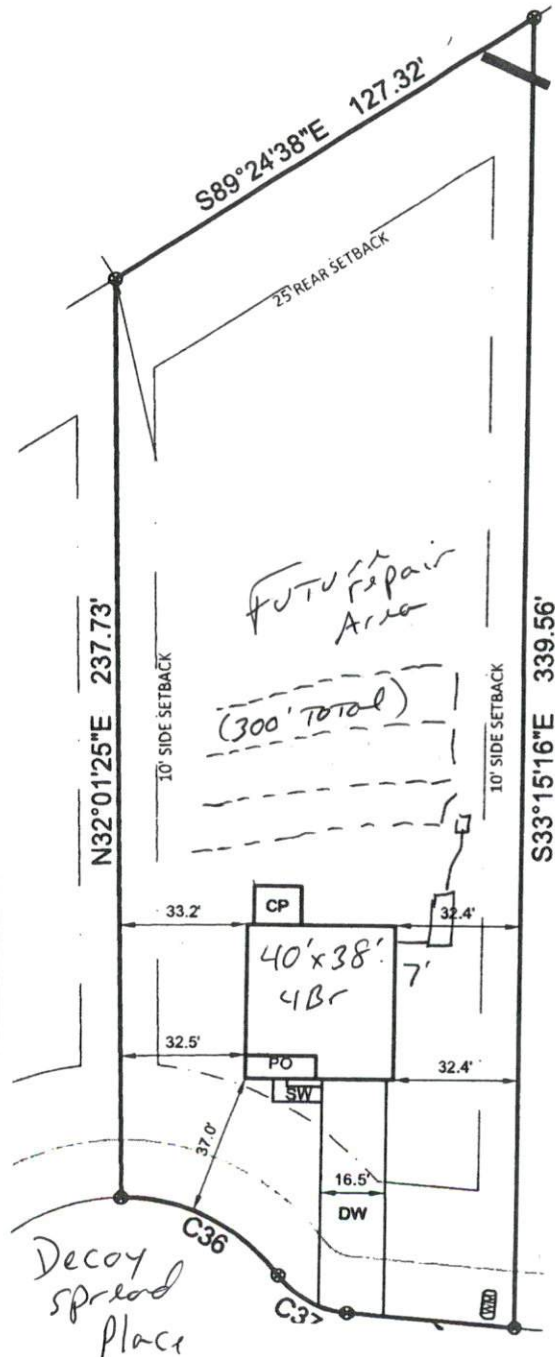 S89°24'38"E 127.32'
25' REAR SETBACK
N32°01'25"E 237.73'
10' SIDE SETBACK
FUTURE
repair
Area
(300' TOTAL)
10' SIDE SETBACK
S33°15'16"E 339.56'
CP
33.2'
32.4'
40'x38'
4Br
7'
32.5'
PO
32.4'
SW
37.0'
16.5'
DW
C36
C37
WM
Decoy
spread
Place